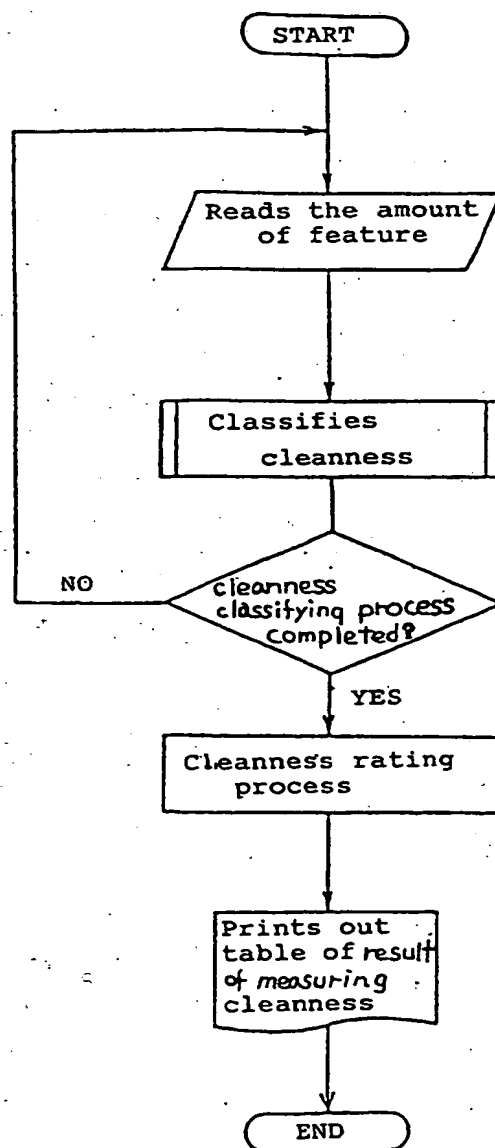 START
Reads the amount
of feature
Classifies
cleanness
NO
cleanness
classifying process
completed?
YES
Cleanness rating
process
Prints out
table of result
of measuring
cleanness
END